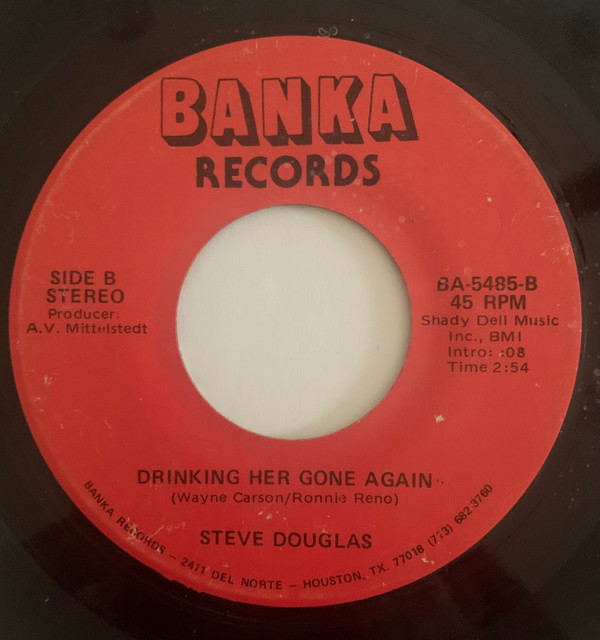 BANKA
RECORDS
SIDE B
STEREO
Producer:
A.V. Mittelstedt
BA-5485-B
45 RPM
Shady Dell Music
Inc., BMI
Intro: :08
Time 2:54
DRINKING HER GONE AGAIN
(Wayne Carson/Ronnie Reno)
STEVE DOUGLAS
BANKA RECORDS – 2411 DEL NORTE – HOUSTON, TX. 77018 (713) 682-3760